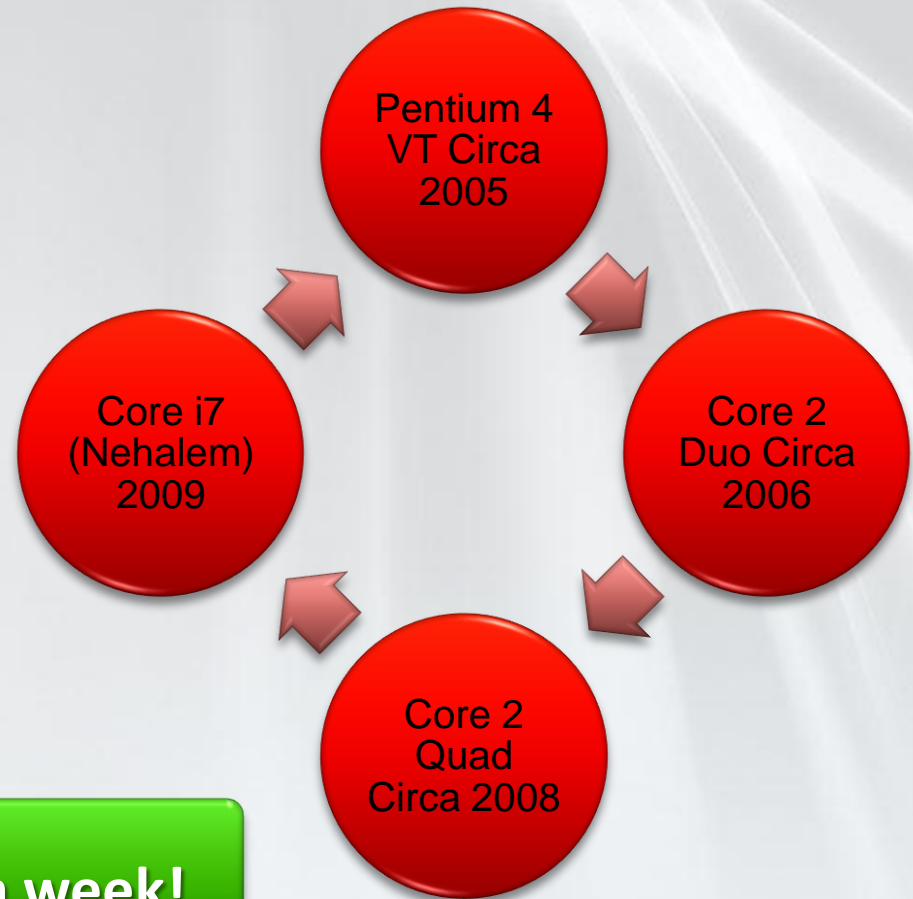 Pentium 4
VT Circa
2005
Core i7
(Nehalem)
2009
Core 2
Duo Circa
2006
Core 2
Quad
Circa 2008
week!